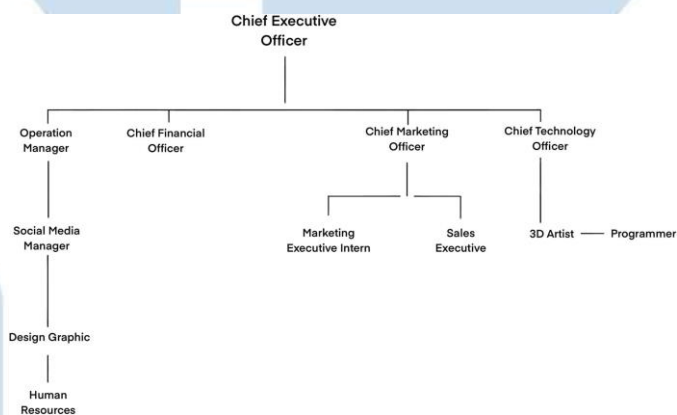 Chief Executive
Officer
Operation
Manager
Chief Financial
Officer
Chief Marketing
Officer
Chief Technology
Officer
Social Media
Manager
Marketing
Executive Intern
Sales
Executive
3D Artist
Programmer
Design Graphic
Human
Resources